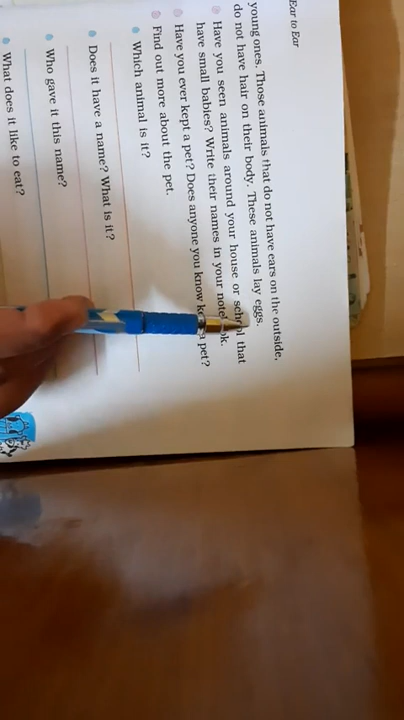 Ear to Ear
young ones. Those animals that do not have ears on the outside,
do not have hair on their body. These animals lay eggs.
Have you seen animals around your house or school that
have small babies? Write their names in your notebook.
Have you ever kept a pet? Does anyone you know a pet?
Find out more about the pet.
Which animal is it?
Does it have a name? What is it?
Who gave it this name?
What does it like to eat?